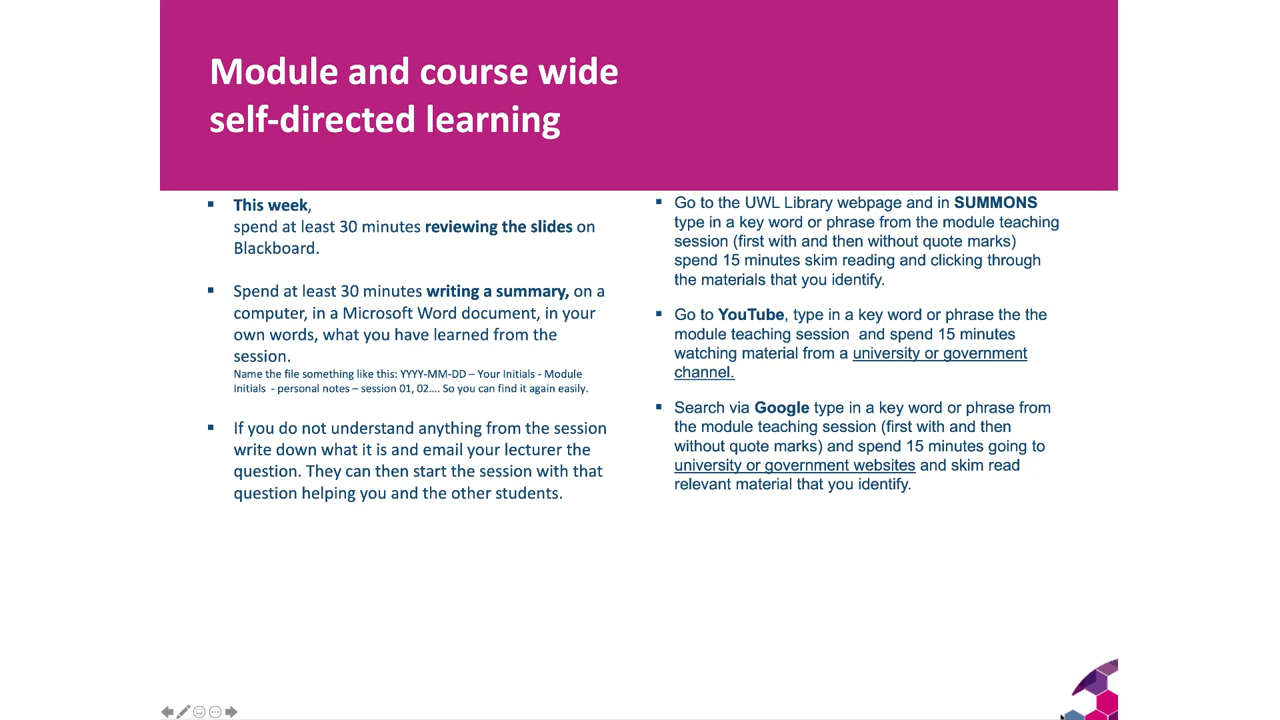 Module and course wide
self-directed learning
▪ This week,
spend at least 30 minutes reviewing the slides on
Blackboard.
▪ Spend at least 30 minutes writing a summary, on a
computer, in a Microsoft Word document, in your
own words, what you have learned from the
session.
Name the file something like this: YYYY-MM-DD – Your Initials - Module
Initials - personal notes – session 01, 02…. So you can find it again easily.
▪ If you do not understand anything from the session
write down what it is and email your lecturer the
question. They can then start the session with that
question helping you and the other students.
▪ Go to the UWL Library webpage and in SUMMONS
type in a key word or phrase from the module teaching
session (first with and then without quote marks)
spend 15 minutes skim reading and clicking through
the materials that you identify.
▪ Go to YouTube, type in a key word or phrase the the
module teaching session and spend 15 minutes
watching material from a university or government
channel.
▪ Search via Google type in a key word or phrase from
the module teaching session (first with and then
without quote marks) and spend 15 minutes going to
university or government websites and skim read
relevant material that you identify.